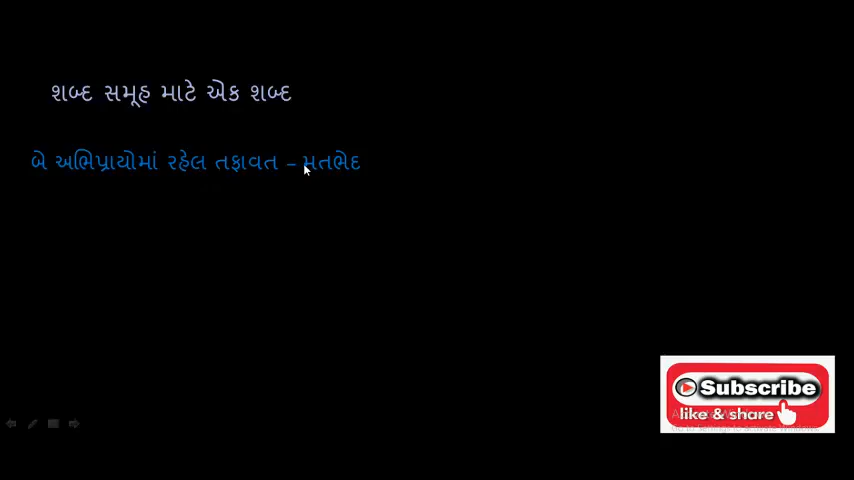 શબ્દ સમૂહ માટે એક શબ્દ
બે અભિપ્રાયોમાં રહેલ તફાવત – મતભેદ
Subscribe
like & share